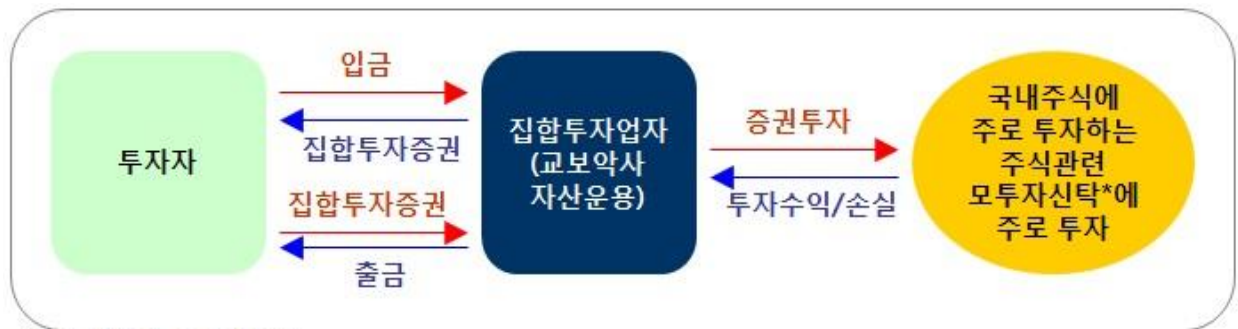 투자자
입금
집합투자증권
집합투자증권
출금
집합투자업자
(교보악사
자산운용)
증권투자
투자수익/손실
국내주식에
주로 투자하는
주식관련
모투자신탁*에
주로 투자